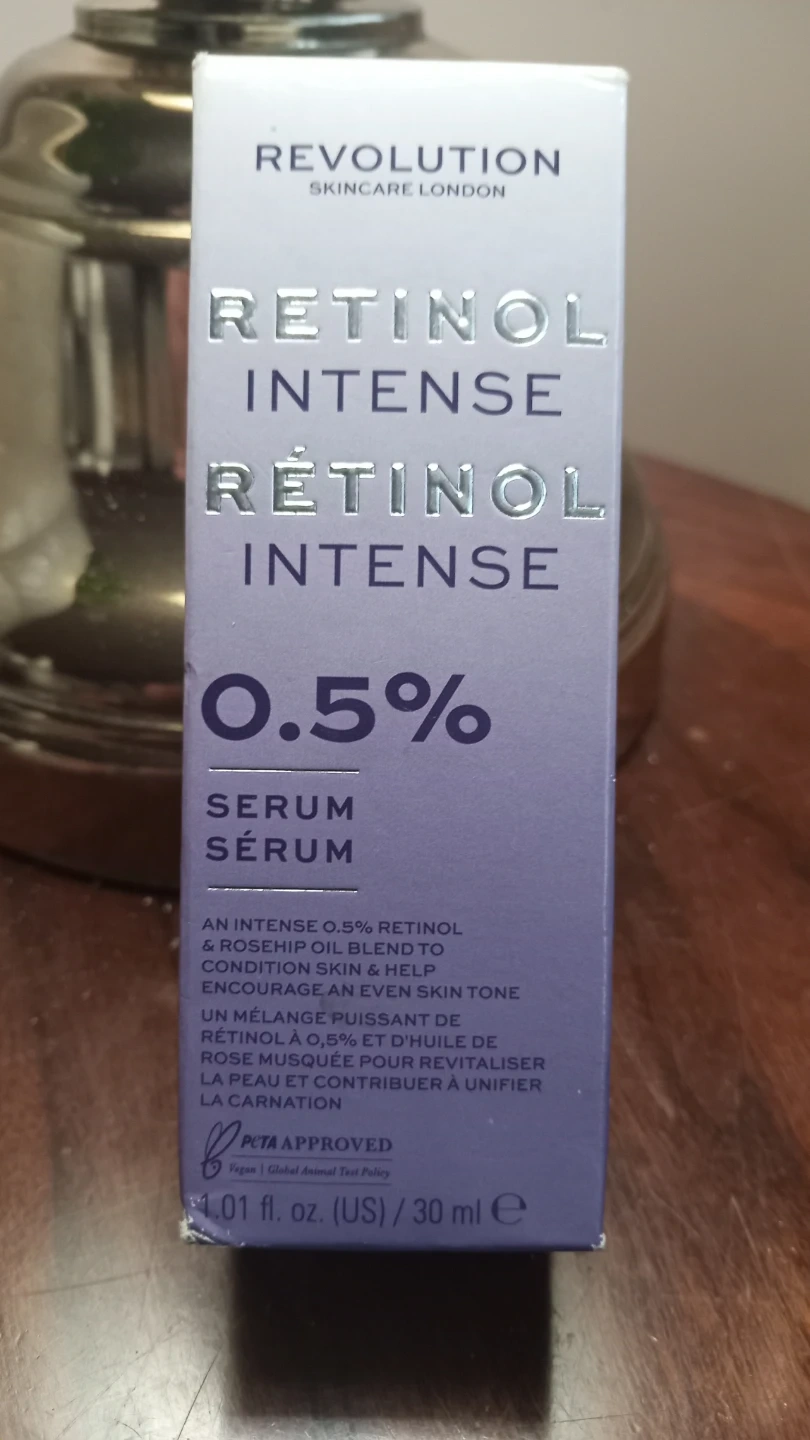 REVOLUTION
SKINCARE LONDON
RETINOL
INTENSE
RÉTINOL
INTENSE
0.5%
SERUM
SÉRUM
AN INTENSE 0.5% RETINOL
& ROSEHIP OIL BLEND TO
CONDITION SKIN & HELP
ENCOURAGE AN EVEN SKIN TONE
UN MÉLANGE PUISSANT DE
RÉTINOL À 0,5% ET D'HUILE DE
ROSE MUSQUÉE POUR REVITALISER
LA PEAU ET CONTRIBUER À UNIFIER
LA CARNATION
PETA APPROVED
Vegan | Global Animal Test Policy
1.01 fl. oz. (US) / 30 ml ℮